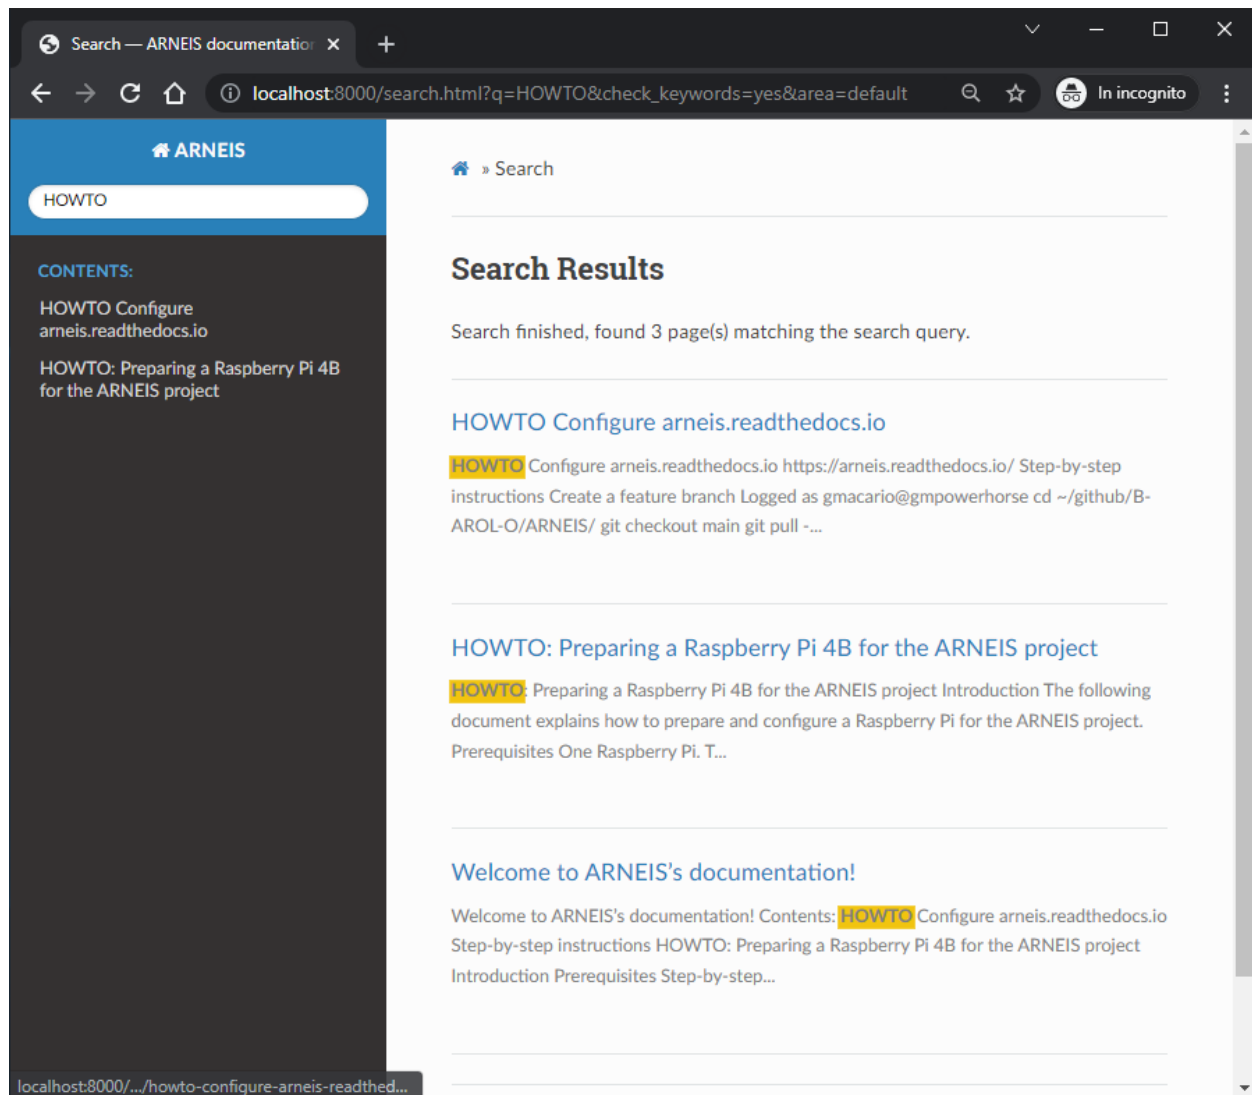 Search — ARNEIS documentation
localhost:8000/search.html?q=HOWTO&check_keywords=yes&area=default
In incognito
ARNEIS
HOWTO
CONTENTS:
HOWTO Configure
arneis.readthedocs.io
HOWTO: Preparing a Raspberry Pi 4B
for the ARNEIS project
» Search
Search Results
Search finished, found 3 page(s) matching the search query.
HOWTO Configure arneis.readthedocs.io
HOWTO Configure arneis.readthedocs.io https://arneis.readthedocs.io/ Step-by-step
instructions Create a feature branch Logged as gmacario@gmpowerhorse cd ~/github/B-
AROL-O/ARNEIS/ git checkout main git pull -...
HOWTO: Preparing a Raspberry Pi 4B for the ARNEIS project
HOWTO: Preparing a Raspberry Pi 4B for the ARNEIS project Introduction The following
document explains how to prepare and configure a Raspberry Pi for the ARNEIS project.
Prerequisites One Raspberry Pi. T...
Welcome to ARNEIS's documentation!
Welcome to ARNEIS's documentation! Contents: HOWTO Configure arneis.readthedocs.io
Step-by-step instructions HOWTO: Preparing a Raspberry Pi 4B for the ARNEIS project
Introduction Prerequisites Step-by-step...
localhost:8000/.../howto-configure-arneis-readthed...